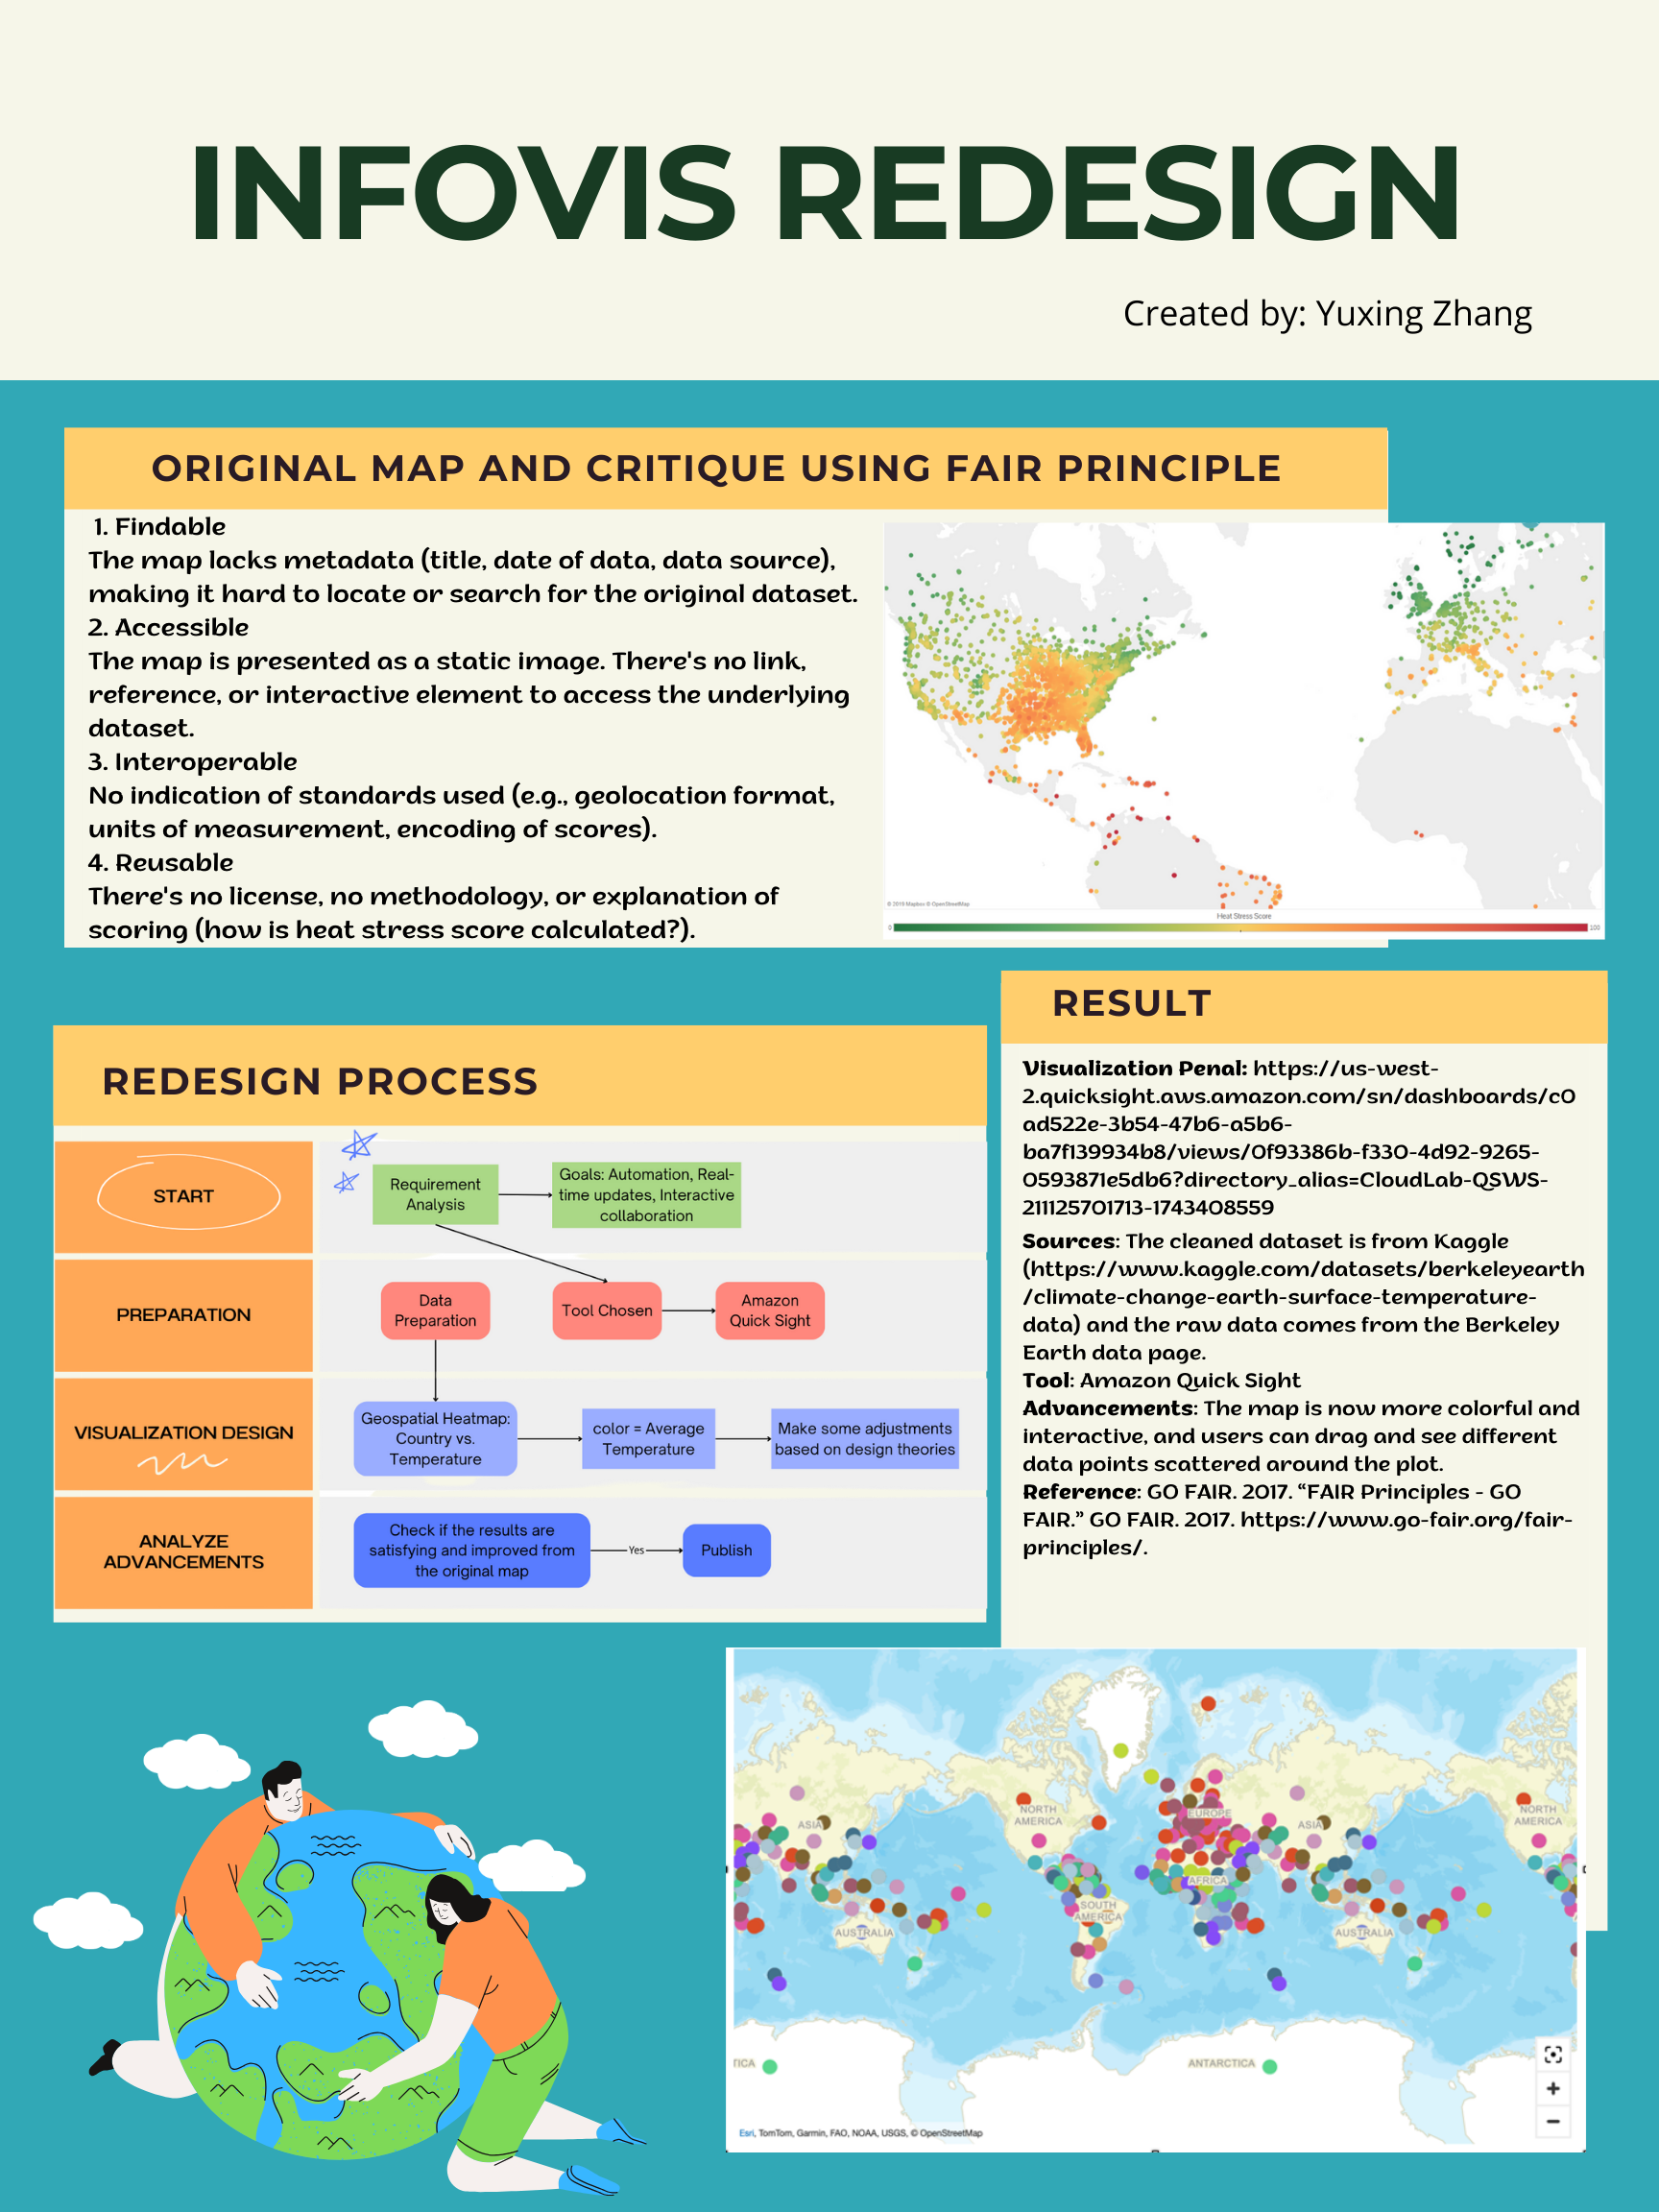 INFOVIS REDESIGN
Created by: Yuxing Zhang
ORIGINAL MAP AND CRITIQUE USING FAIR PRINCIPLE
1. Findable
The map lacks metadata (title, date of data, data source),
making it hard to locate or search for the original dataset.
2. Accessible
The map is presented as a static image. There's no link,
reference, or interactive element to access the underlying
dataset.
3. Interoperable
No indication of standards used (e.g., geolocation format,
units of measurement, encoding of scores).
4. Reusable
There's no license, no methodology, or explanation of
scoring (how is heat stress score calculated?).
© 2019 Mapbox © OpenStreetMap
Heat Stress Score
0
100
REDESIGN PROCESS
START
Requirement
Analysis
Goals: Automation, Real-
time updates, Interactive
collaboration
PREPARATION
Data
Preparation
Tool Chosen
Amazon
Quick Sight
VISUALIZATION DESIGN
Geospatial Heatmap:
Country vs.
Temperature
color = Average
Temperature
Make some adjustments
based on design theories
ANALYZE
ADVANCEMENTS
Check if the results are
satisfying and improved from
the original map
Yes
Publish
RESULT
Visualization Penal: https://us-west-
2.quicksight.aws.amazon.com/sn/dashboards/c0
ad522e-3b54-47b6-a5b6-
ba7f139934b8/views/0f93386b-f330-4d92-9265-
0593871e5db6?directory_alias=CloudLab-QSWS-
211125701713-1743408559
Sources: The cleaned dataset is from Kaggle
(https://www.kaggle.com/datasets/berkeleyearth
/climate-change-earth-surface-temperature-
data) and the raw data comes from the Berkeley
Earth data page.
Tool: Amazon Quick Sight
Advancements: The map is now more colorful and
interactive, and users can drag and see different
data points scattered around the plot.
Reference: GO FAIR. 2017. “FAIR Principles - GO
FAIR.” GO FAIR. 2017. https://www.go-fair.org/fair-
principles/.
ASIA
NORTH
AMERICA
EUROPE
ASIA
NORTH
AMERICA
AFRICA
SOUTH
AMERICA
AUSTRALIA
AUSTRALIA
TICA
ANTARCTICA
+
−
Esri, TomTom, Garmin, FAO, NOAA, USGS, © OpenStreetMap